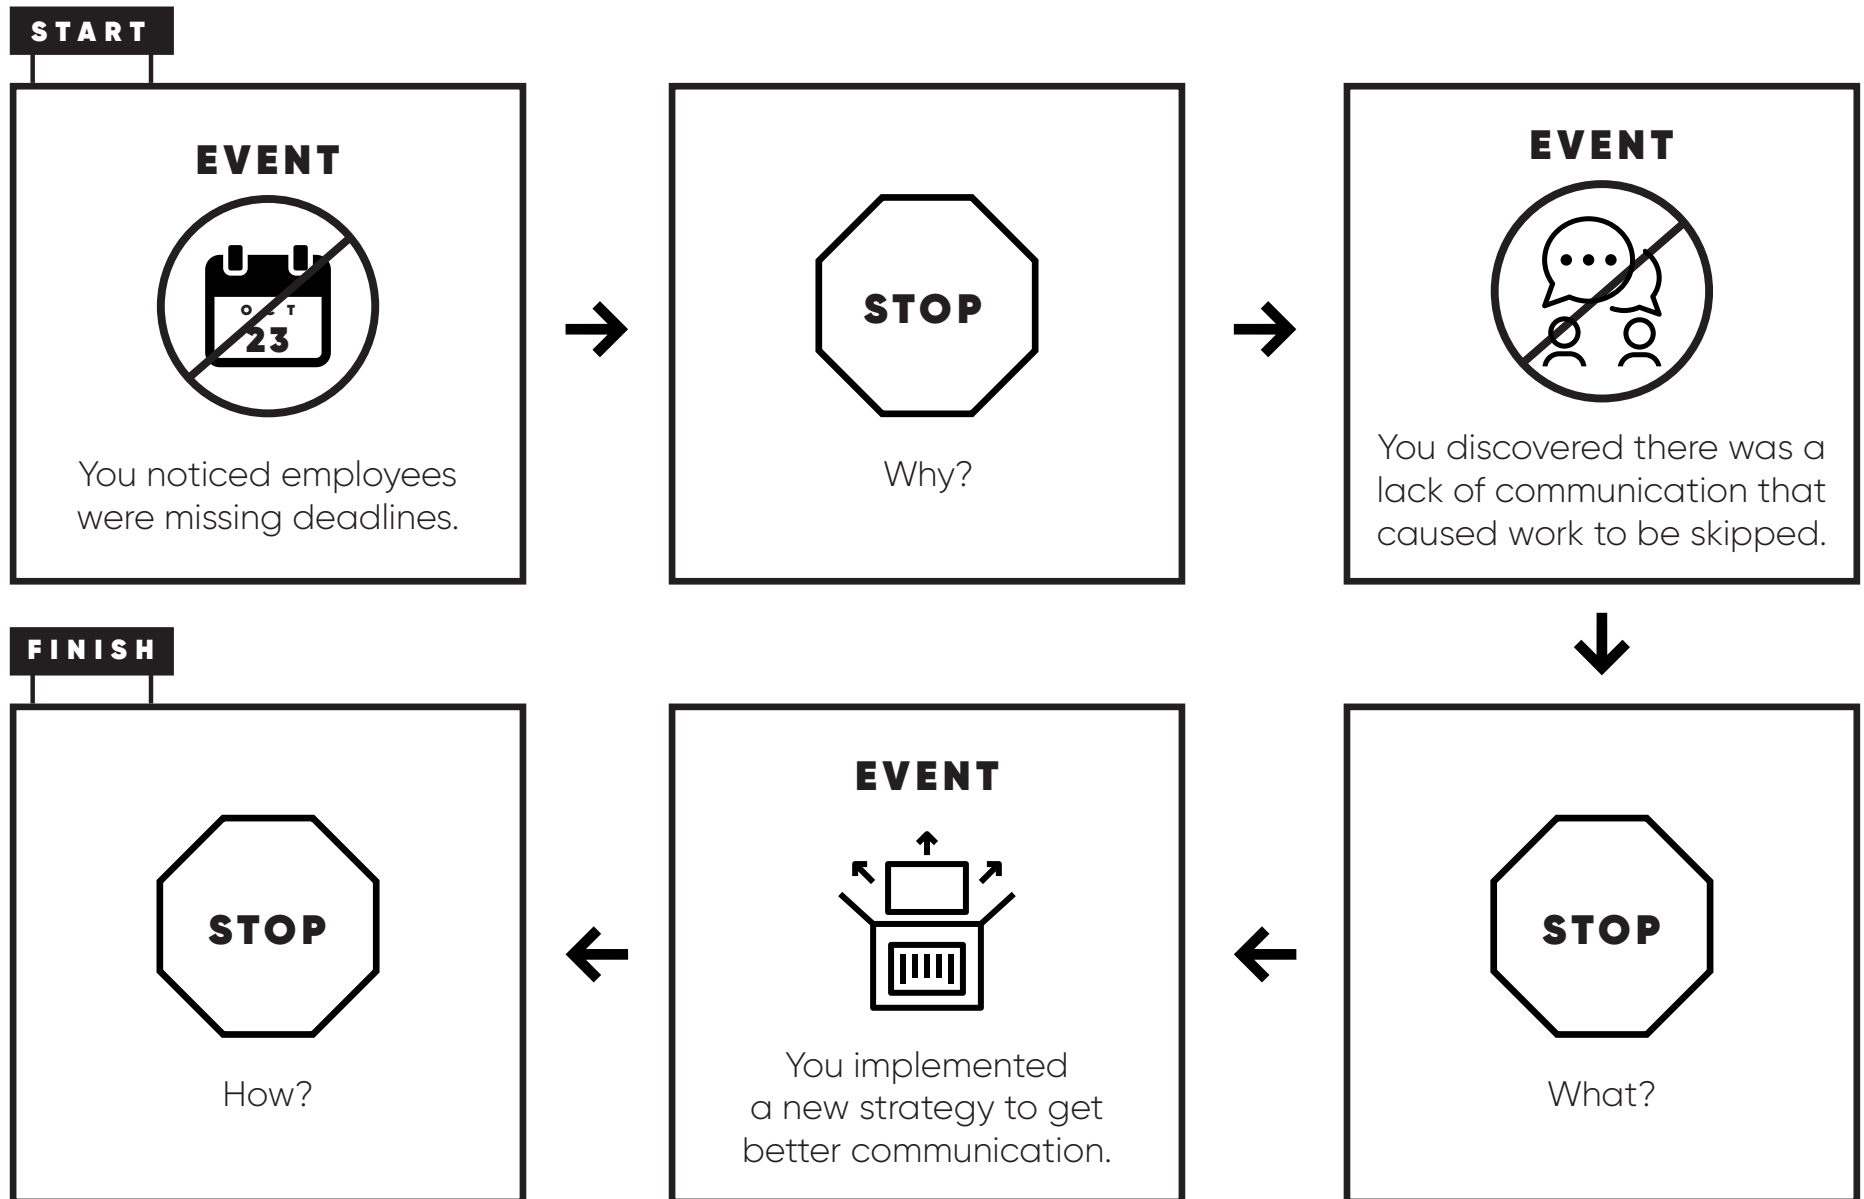 START
EVENT
OCT
23
You noticed employees
were missing deadlines.
STOP
Why?
EVENT
You discovered there was a
lack of communication that
caused work to be skipped.
STOP
What?
EVENT
You implemented
a new strategy to get
better communication.
FINISH
STOP
How?